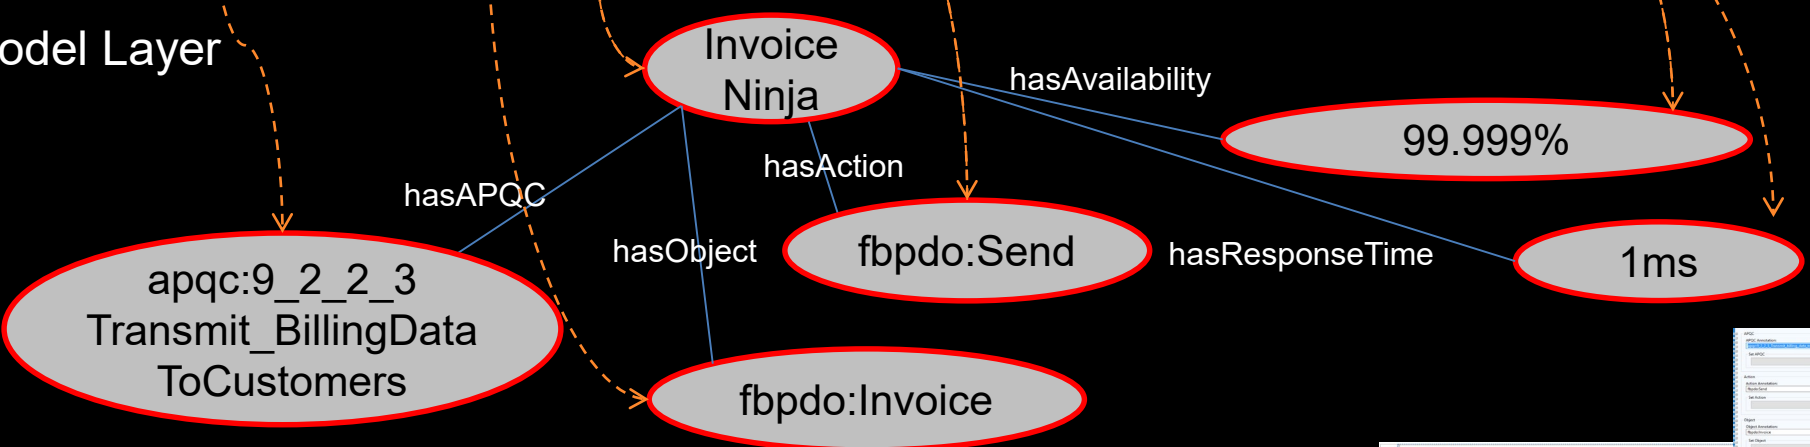 odel Layer
Invoice
Ninja
hasAvailability
99.999%
hasAction
hasAPQC
hasObject
fbpdo:Send
hasResponseTime
1ms
apqc:9_2_2_3
Transmit_BillingData
ToCustomers
fbpdo:Invoice